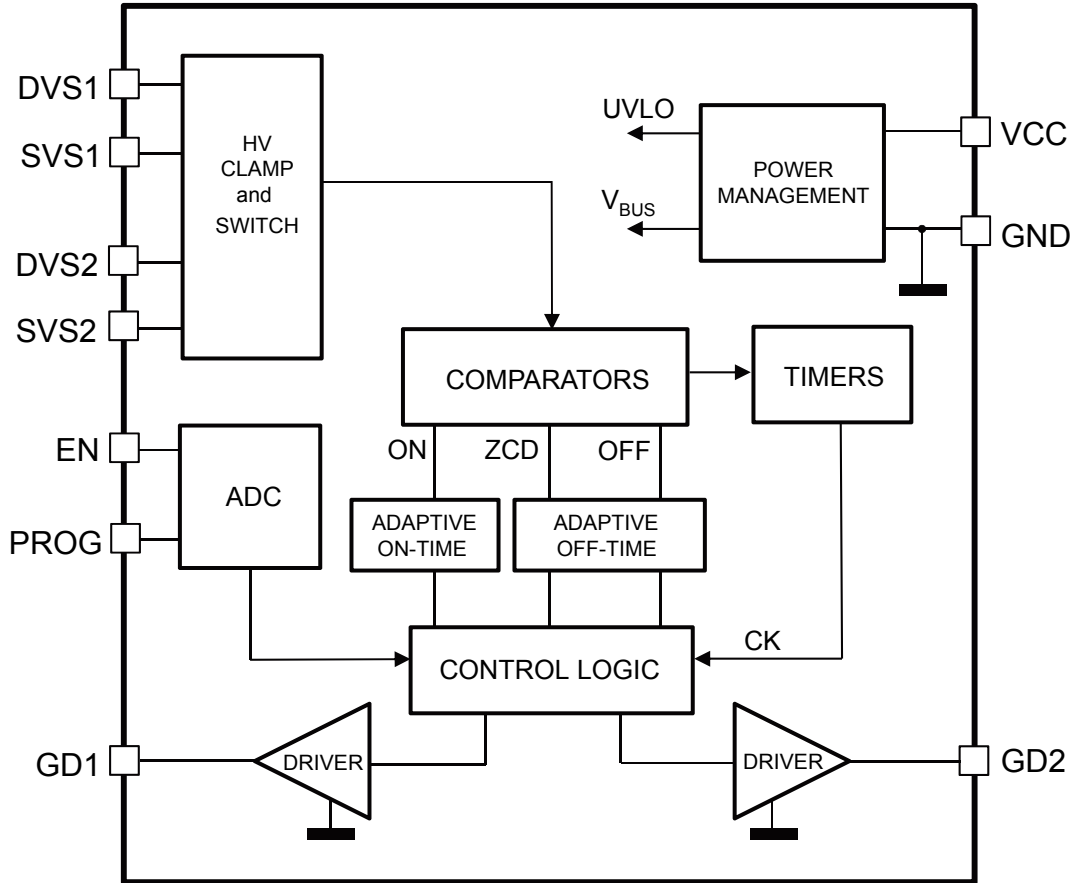 DVS1
SVS1
DVS2
SVS2
HV
CLAMP
and
SWITCH
UVLO
VBUS
POWER
MANAGEMENT
VCC
GND
COMPARATORS
TIMERS
EN
PROG
ADC
ON
ZCD
OFF
ADAPTIVE
ON-TIME
ADAPTIVE
OFF-TIME
CK
CONTROL LOGIC
GD1
DRIVER
DRIVER
GD2